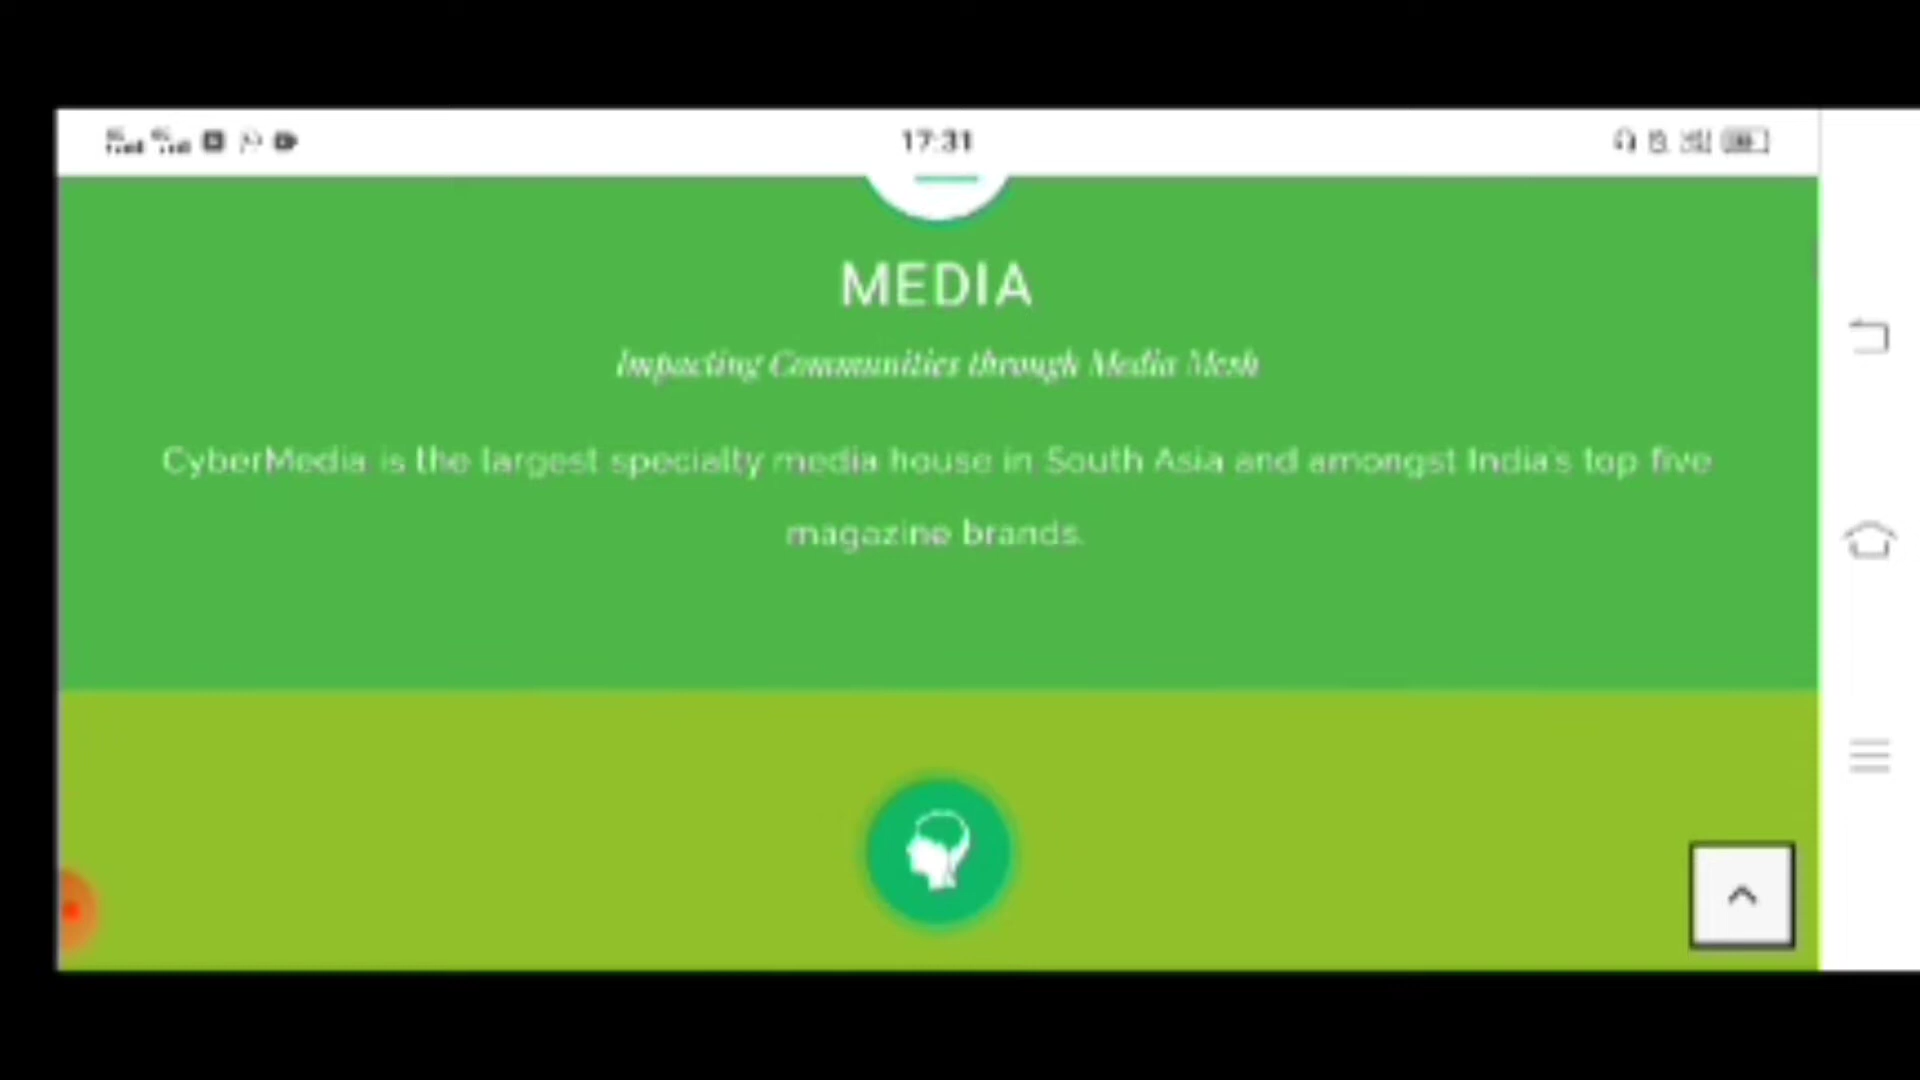 17:31
MEDIA
Impacting Communities through Media Mesh
CyberMedia is the largest specialty media house in South Asia and amongst India's top five
magazine brands.